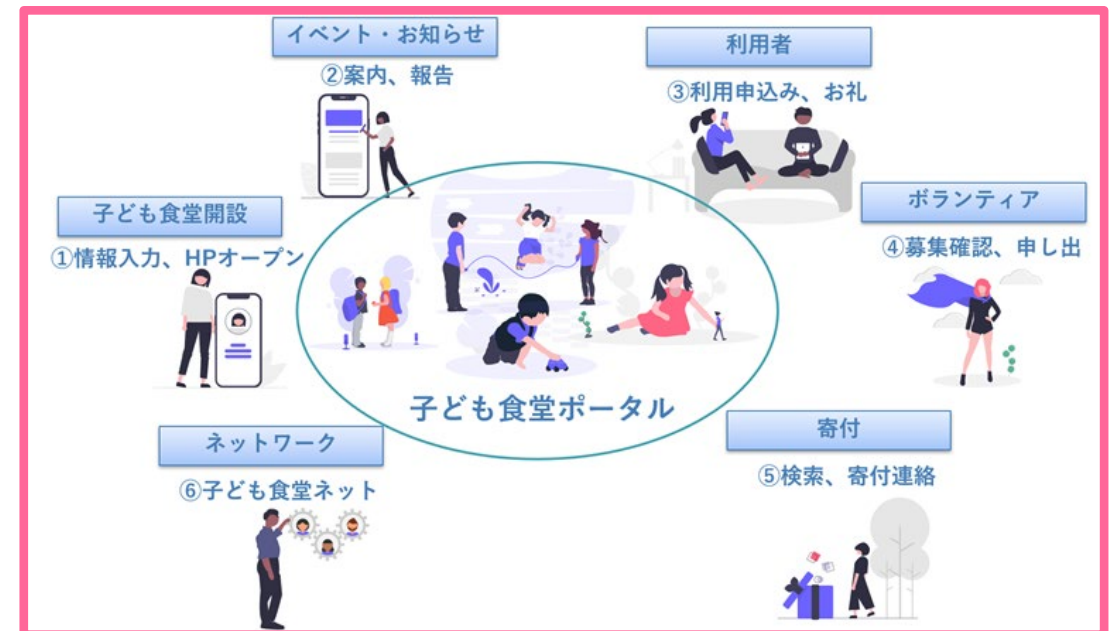 イベント・お知らせ
②案内、報告
利用者
③利用申込み、お礼
子ども食堂開設
①情報入力、HPオープン
ボランティア
④募集確認、申し出
子ども食堂ポータル
ネットワーク
⑥子ども食堂ネット
寄付
⑤検索、寄付連絡